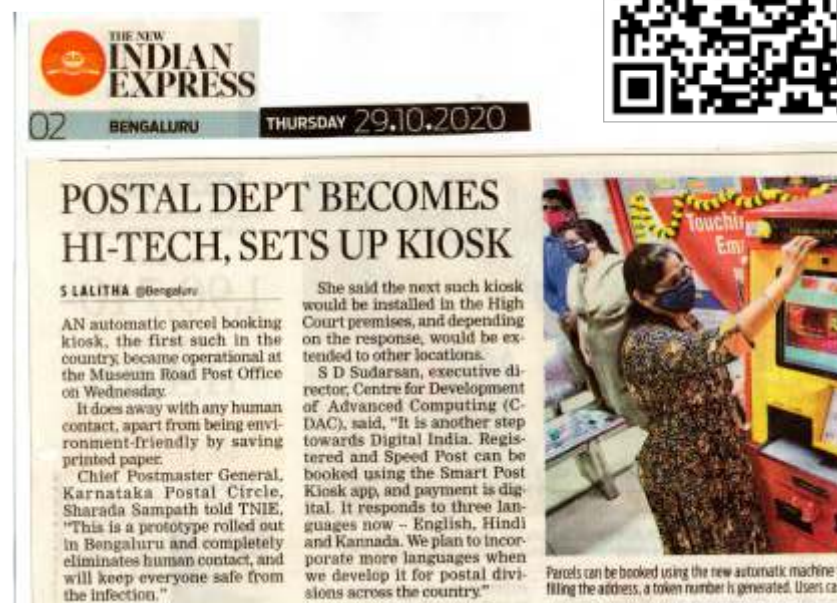 THE NEW
INDIAN
EXPRESS
02 BENGALURU THURSDAY 29.10.2020
POSTAL DEPT BECOMES
HI-TECH, SETS UP KIOSK
S LALITHA @Bengaluru
AN automatic parcel booking
kiosk, the first such in the
country, became operational at
the Museum Road Post Office
on Wednesday.
It does away with any human
contact, apart from being envi-
ronment-friendly by saving
printed paper.
Chief Postmaster General,
Karnataka Postal Circle,
Sharada Sampath told TNIE,
"This is a prototype rolled out
in Bengaluru and completely
eliminates human contact, and
will keep everyone safe from
the infection."
She said the next such kiosk
would be installed in the High
Court premises, and depending
on the response, would be ex-
tended to other locations.
S D Sudarsan, executive di-
rector, Centre for Development
of Advanced Computing (C-
DAC), said, "It is another step
towards Digital India. Regis-
tered and Speed Post can be
booked using the Smart Post
Kiosk app, and payment is dig-
ital. It responds to three lan-
guages now – English, Hindi
and Kannada. We plan to incor-
porate more languages when
we develop it for postal divi-
sions across the country."
Touchi
Em
Parcels can be booked using the new automatic machine
filling the address, a token number is generated. Users c